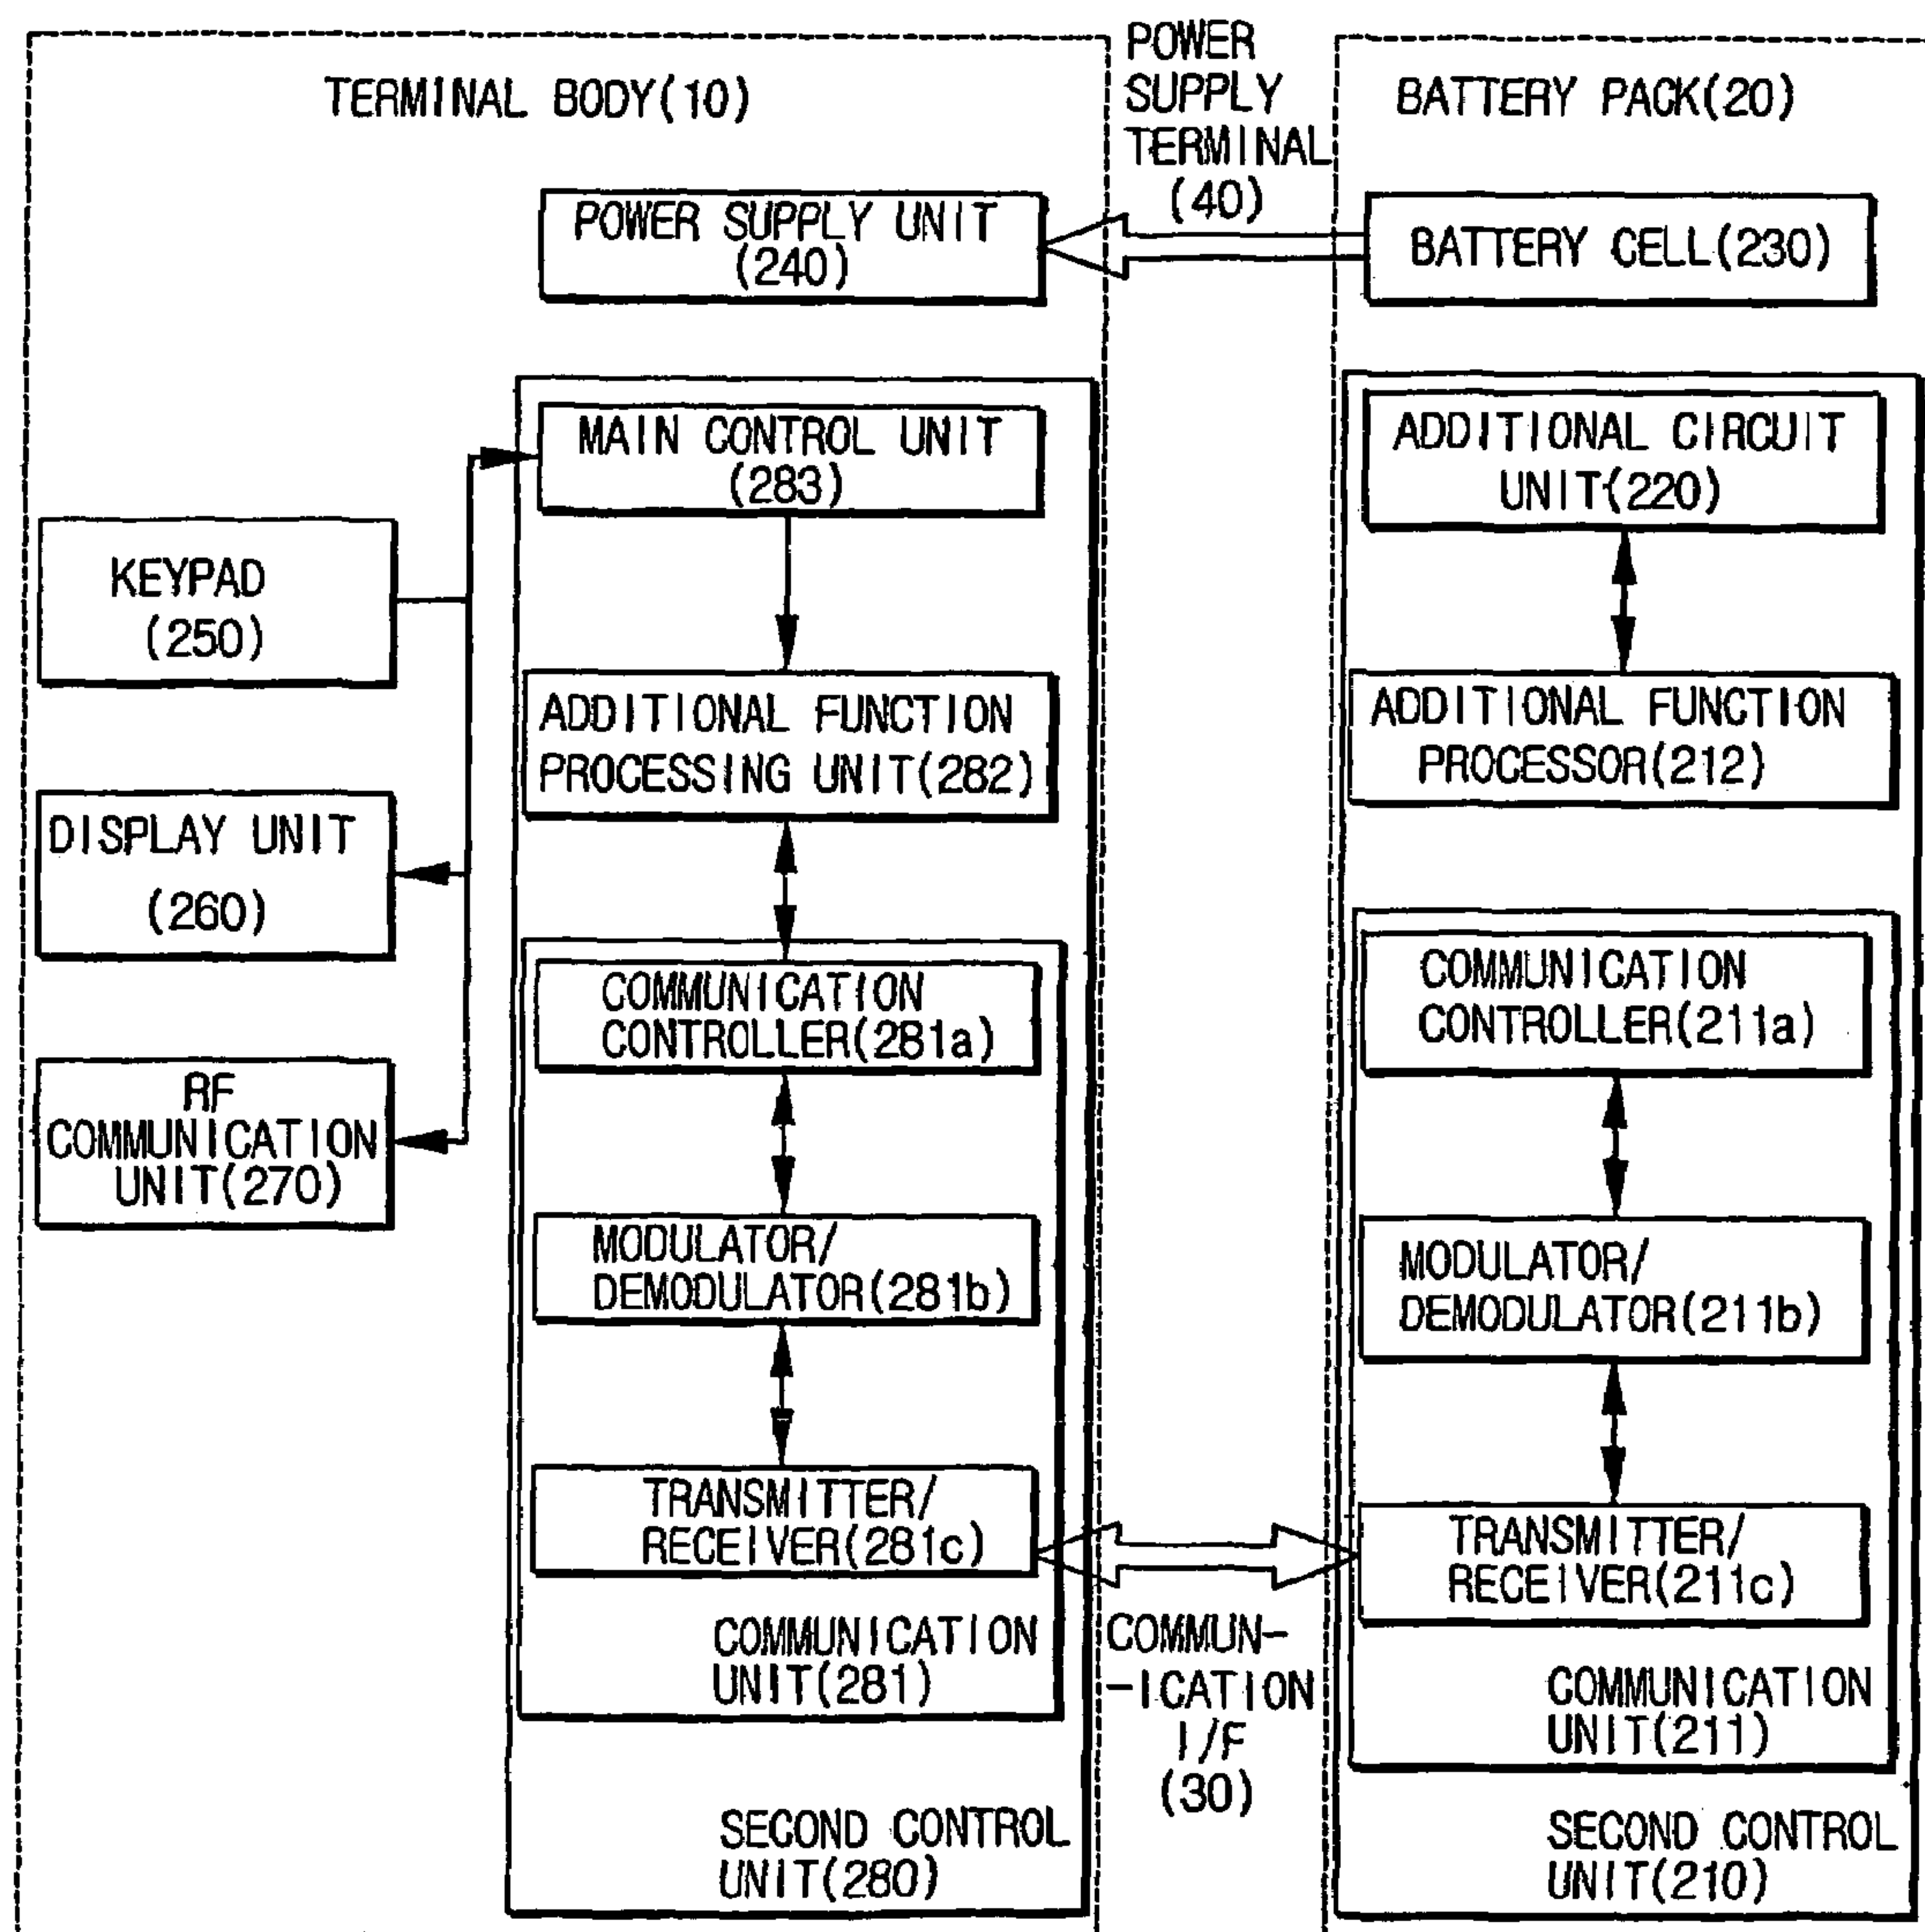 TERMINAL BODY(10)
POWER
SUPPLY
TERMINAL
(40)
BATTERY PACK(20)
POWER SUPPLY UNIT
(240)
BATTERY CELL(230)
MAIN CONTROL UNIT
(283)
ADDITIONAL CIRCUIT
UNIT(220)
KEYPAD
(250)
ADDITIONAL FUNCTION
PROCESSING UNIT(282)
ADDITIONAL FUNCTION
PROCESSOR(212)
DISPLAY UNIT
(260)
COMMUNICATION
CONTROLLER(281a)
COMMUNICATION
CONTROLLER(211a)
RF
COMMUNICATION
UNIT(270)
MODULATOR/
DEMODULATOR(281b)
MODULATOR/
DEMODULATOR(211b)
TRANSMITTER/
RECEIVER(281c)
TRANSMITTER/
RECEIVER(211c)
COMMUNICATION
UNIT(281)
COMMUN-
-ICATION
I/F
(30)
COMMUNICATION
UNIT(211)
SECOND CONTROL
UNIT(280)
SECOND CONTROL
UNIT(210)